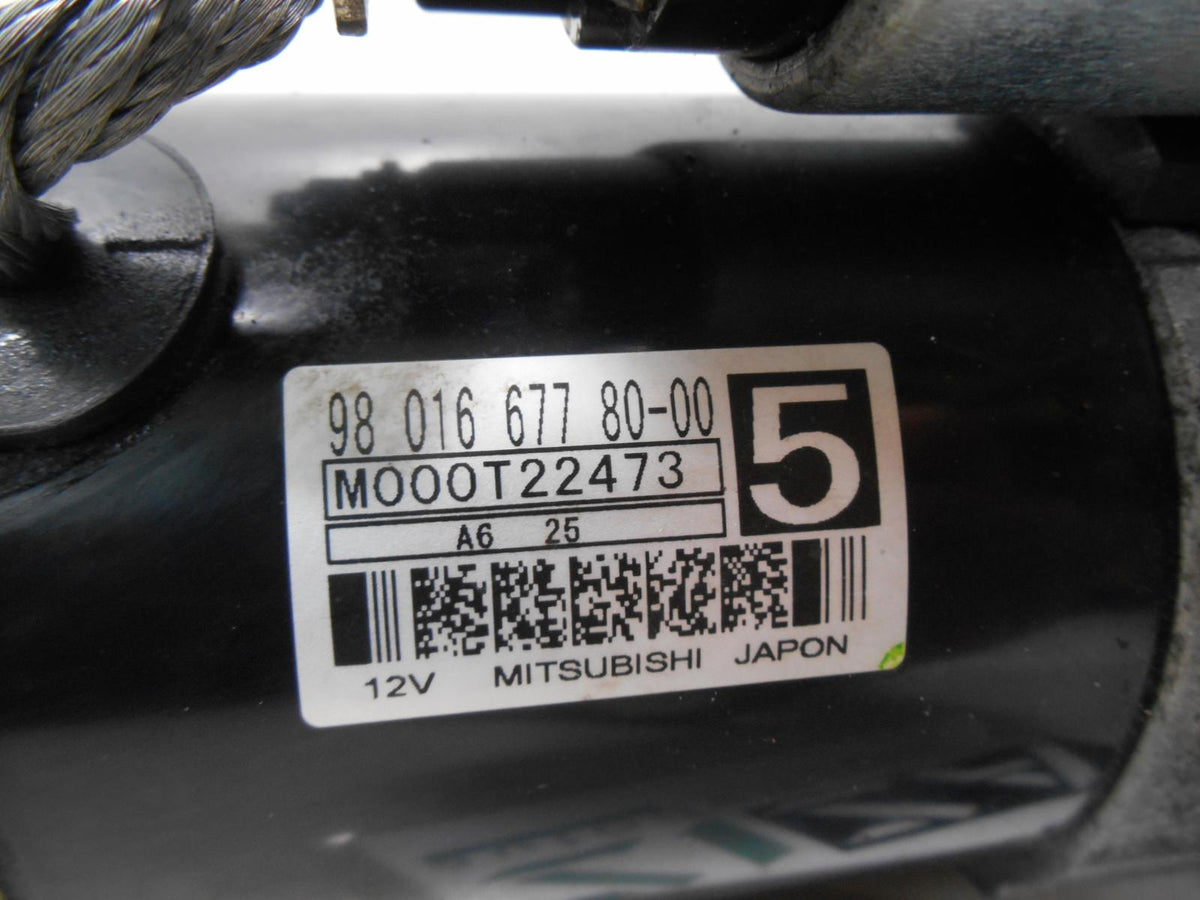 98 016 677 80-00
5
M000T22473
A6 25
12V MITSUBISHI JAPON